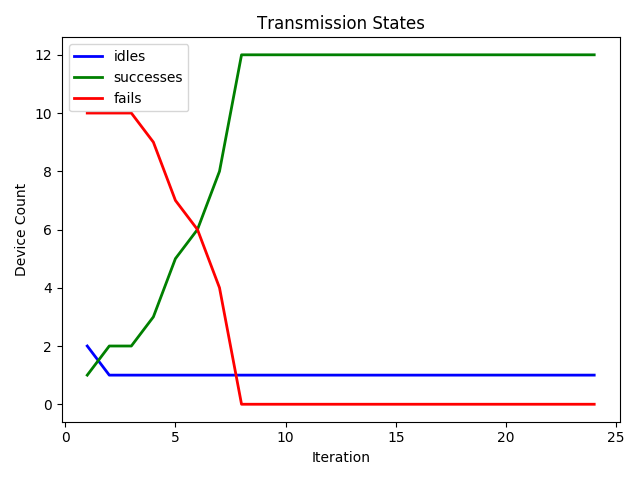 Transmission States
idles
successes
fails
Device Count
12
10
8
6
4
2
0
0 5 10 15 20 25
Iteration